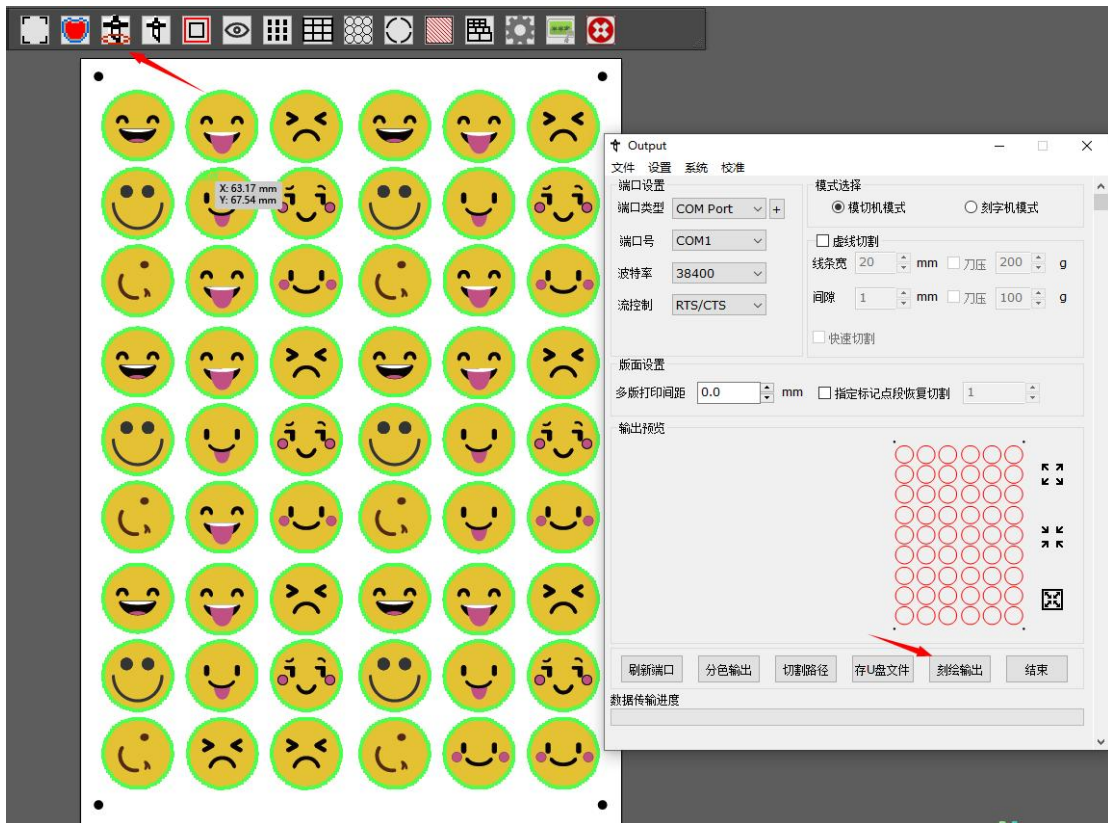 X: 63.17 mm
Y: 67.54 mm
Output
文件 设置 系统 校准
端口设置
端口类型 COM Port +
端口号 COM1
波特率 38400
流控制 RTS/CTS
模式选择
模切机模式 刻字机模式
虚线切割
线条宽 20 mm 刀压 200 g
间隙 1 mm 刀压 100 g
快速切割
版面设置
多版打印间距 0.0 mm 指定标记点段恢复切割 1
输出预览
刷新端口 分色输出 切割路径 存U盘文件 刻绘输出 结束
数据传输进度